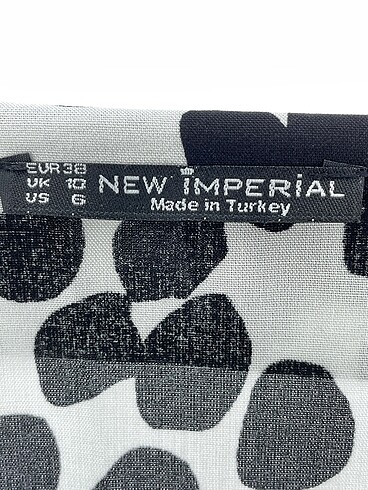 EUR 38
UK 10
US 6
NEW IMPERIAL
Made in Turkey